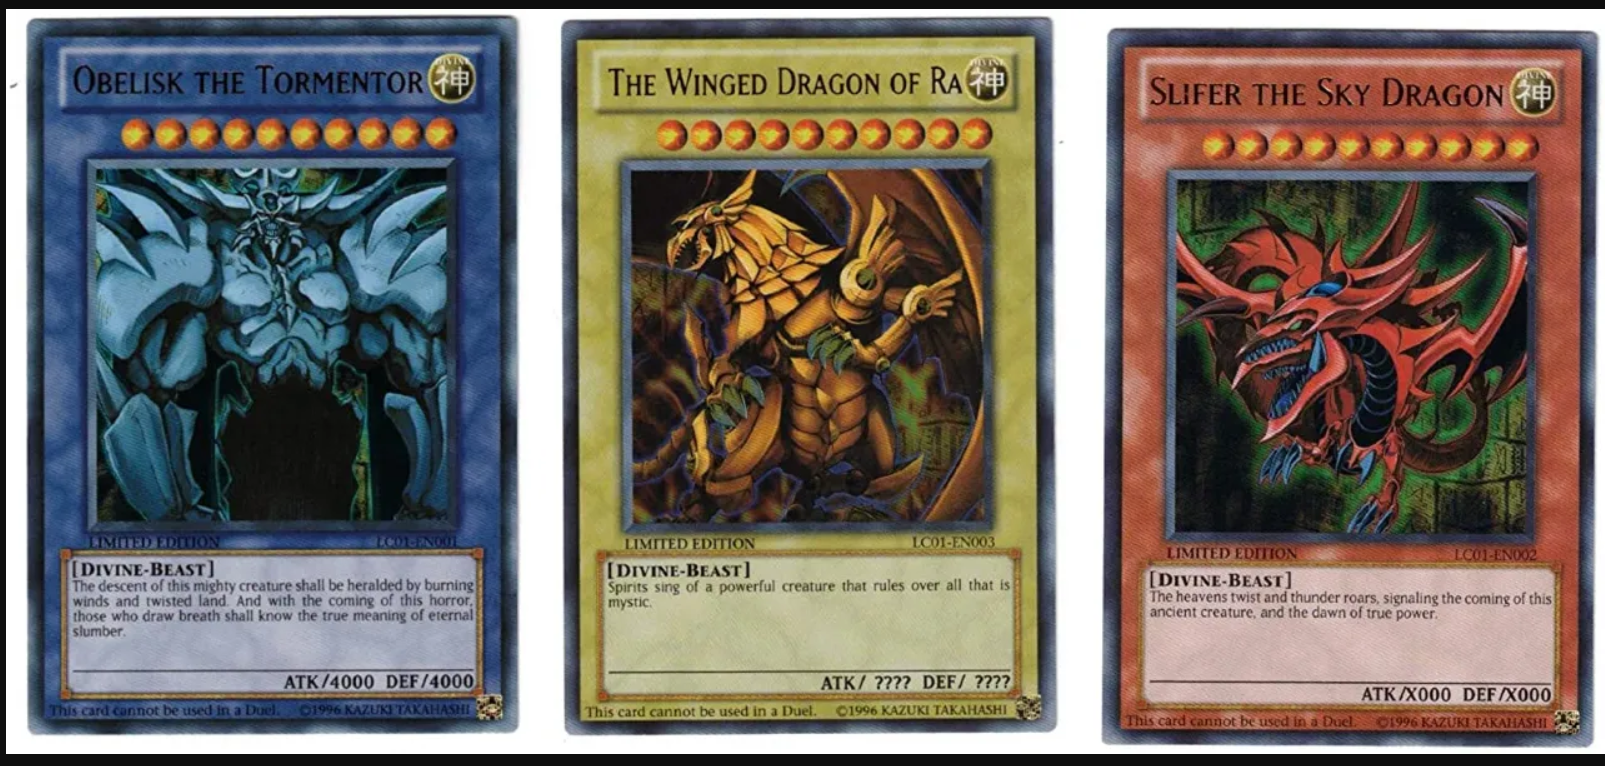 OBELISK THE TORMENTOR
DIVINE
神
LIMITED EDITION
LC01-EN001
[DIVINE-BEAST]
The descent of this mighty creature shall be heralded by burning
winds and twisted land. And with the coming of this horror,
those who draw breath shall know the true meaning of eternal
slumber.
ATK/4000 DEF/4000
This card cannot be used in a Duel. ©1996 KAZUKI TAKAHASHI
THE WINGED DRAGON OF RA
DIVINE
神
LIMITED EDITION
LC01-EN003
[DIVINE-BEAST]
Spirits sing of a powerful creature that rules over all that is
mystic.
ATK/ ???? DEF/ ????
This card cannot be used in a Duel. ©1996 KAZUKI TAKAHASHI
SLIFER THE SKY DRAGON
DIVINE
神
LIMITED EDITION
LC01-EN002
[DIVINE-BEAST]
The heavens twist and thunder roars, signaling the coming of this
ancient creature, and the dawn of true power.
ATK/X000 DEF/X000
This card cannot be used in a Duel. ©1996 KAZUKI TAKAHASHI